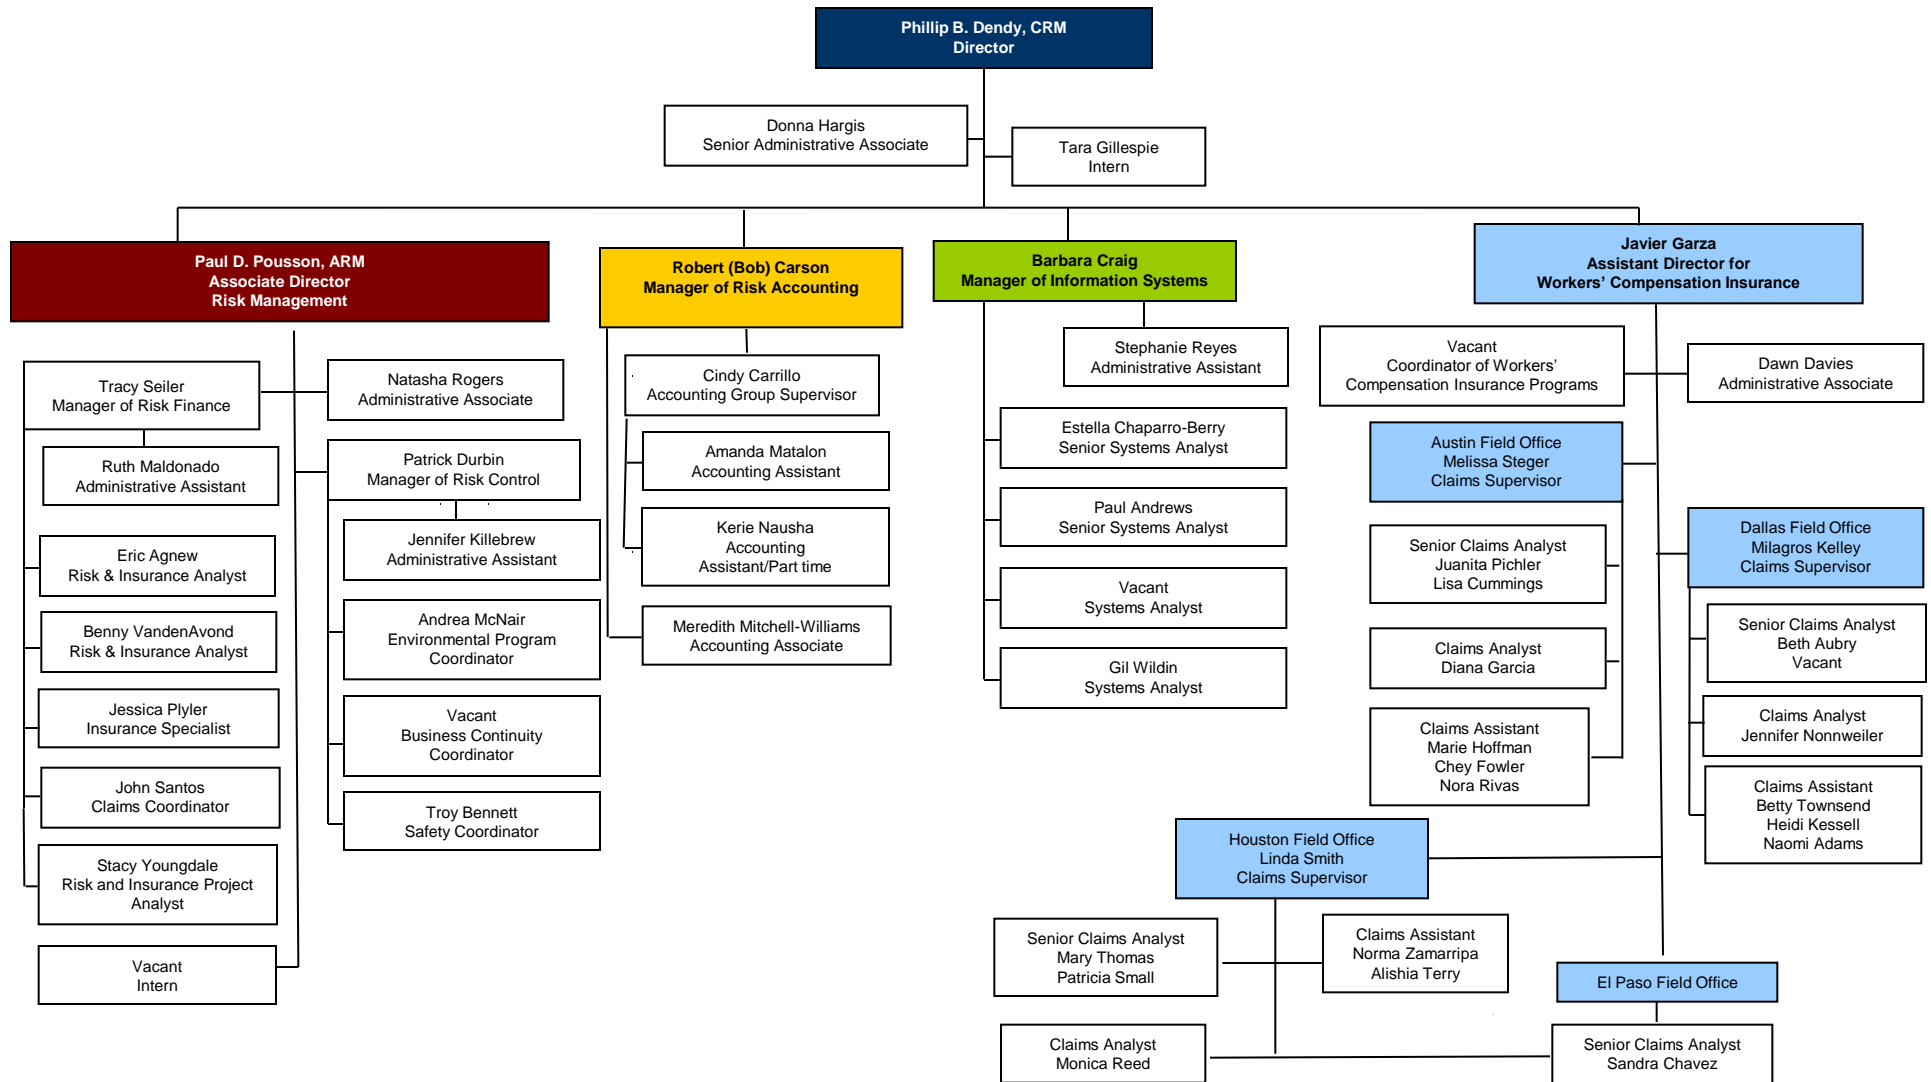 Phillip B. Dendy, CRM
Director
Donna Hargis
Senior Administrative Associate
Tara Gillespie
Intern
Paul D. Pousson, ARM
Associate Director
Risk Management
Robert (Bob) Carson
Manager of Risk Accounting
Barbara Craig
Manager of Information Systems
Javier Garza
Assistant Director for
Workers’ Compensation Insurance
Tracy Seiler
Manager of Risk Finance
Natasha Rogers
Administrative Associate
Ruth Maldonado
Administrative Assistant
Patrick Durbin
Manager of Risk Control
Eric Agnew
Risk & Insurance Analyst
Jennifer Killebrew
Administrative Assistant
Benny VandenAvond
Risk & Insurance Analyst
Andrea McNair
Environmental Program
Coordinator
Jessica Plyler
Insurance Specialist
Vacant
Business Continuity
Coordinator
John Santos
Claims Coordinator
Troy Bennett
Safety Coordinator
Stacy Youngdale
Risk and Insurance Project
Analyst
Vacant
Intern
Cindy Carrillo
Accounting Group Supervisor
Amanda Matalon
Accounting Assistant
Kerie Nausha
Accounting
Assistant/Part time
Meredith Mitchell-Williams
Accounting Associate
Stephanie Reyes
Administrative Assistant
Estella Chaparro-Berry
Senior Systems Analyst
Paul Andrews
Senior Systems Analyst
Vacant
Systems Analyst
Gil Wildin
Systems Analyst
Vacant
Coordinator of Workers’
Compensation Insurance Programs
Dawn Davies
Administrative Associate
Austin Field Office
Melissa Steger
Claims Supervisor
Senior Claims Analyst
Juanita Pichler
Lisa Cummings
Claims Analyst
Diana Garcia
Claims Assistant
Marie Hoffman
Chey Fowler
Nora Rivas
Dallas Field Office
Milagros Kelley
Claims Supervisor
Senior Claims Analyst
Beth Aubry
Vacant
Claims Analyst
Jennifer Nonnweiler
Claims Assistant
Betty Townsend
Heidi Kessell
Naomi Adams
Houston Field Office
Linda Smith
Claims Supervisor
Senior Claims Analyst
Mary Thomas
Patricia Small
Claims Assistant
Norma Zamarripa
Alishia Terry
Claims Analyst
Monica Reed
El Paso Field Office
Senior Claims Analyst
Sandra Chavez